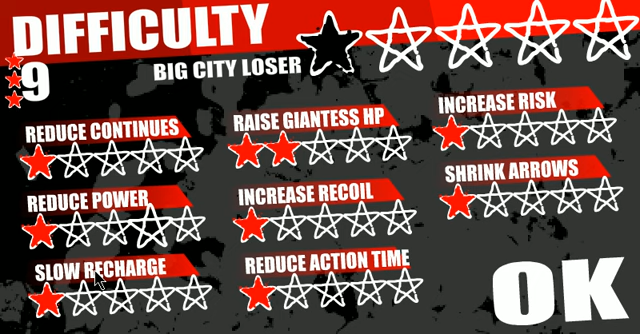 DIFFICULTY
9
BIG CITY LOSER
REDUCE CONTINUES
RAISE GIANTESS HP
INCREASE RISK
REDUCE POWER
INCREASE RECOIL
SHRINK ARROWS
SLOW RECHARGE
REDUCE ACTION TIME
OK